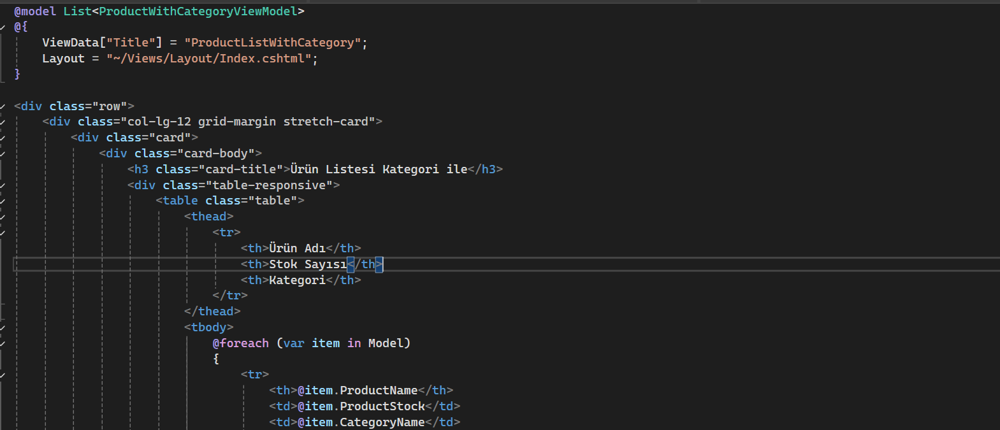 @model List<ProductWithCategoryViewModel>
@{
    ViewData["Title"] = "ProductListWithCategory";
    Layout = "~/Views/Layout/Index.cshtml";
}
<div class="row">
    <div class="col-lg-12 grid-margin stretch-card">
        <div class="card">
            <div class="card-body">
                <h3 class="card-title">Ürün Listesi Kategori ile</h3>
                <div class="table-responsive">
                    <table class="table">
                        <thead>
                            <tr>
                                <th>Ürün Adı</th>
                                <th>Stok Sayısı</th>
                                <th>Kategori</th>
                            </tr>
                        </thead>
                        <tbody>
                            @foreach (var item in Model)
                            {
                                <tr>
                                    <th>@item.ProductName</th>
                                    <td>@item.ProductStock</td>
                                    <td>@item.CategoryName</td>